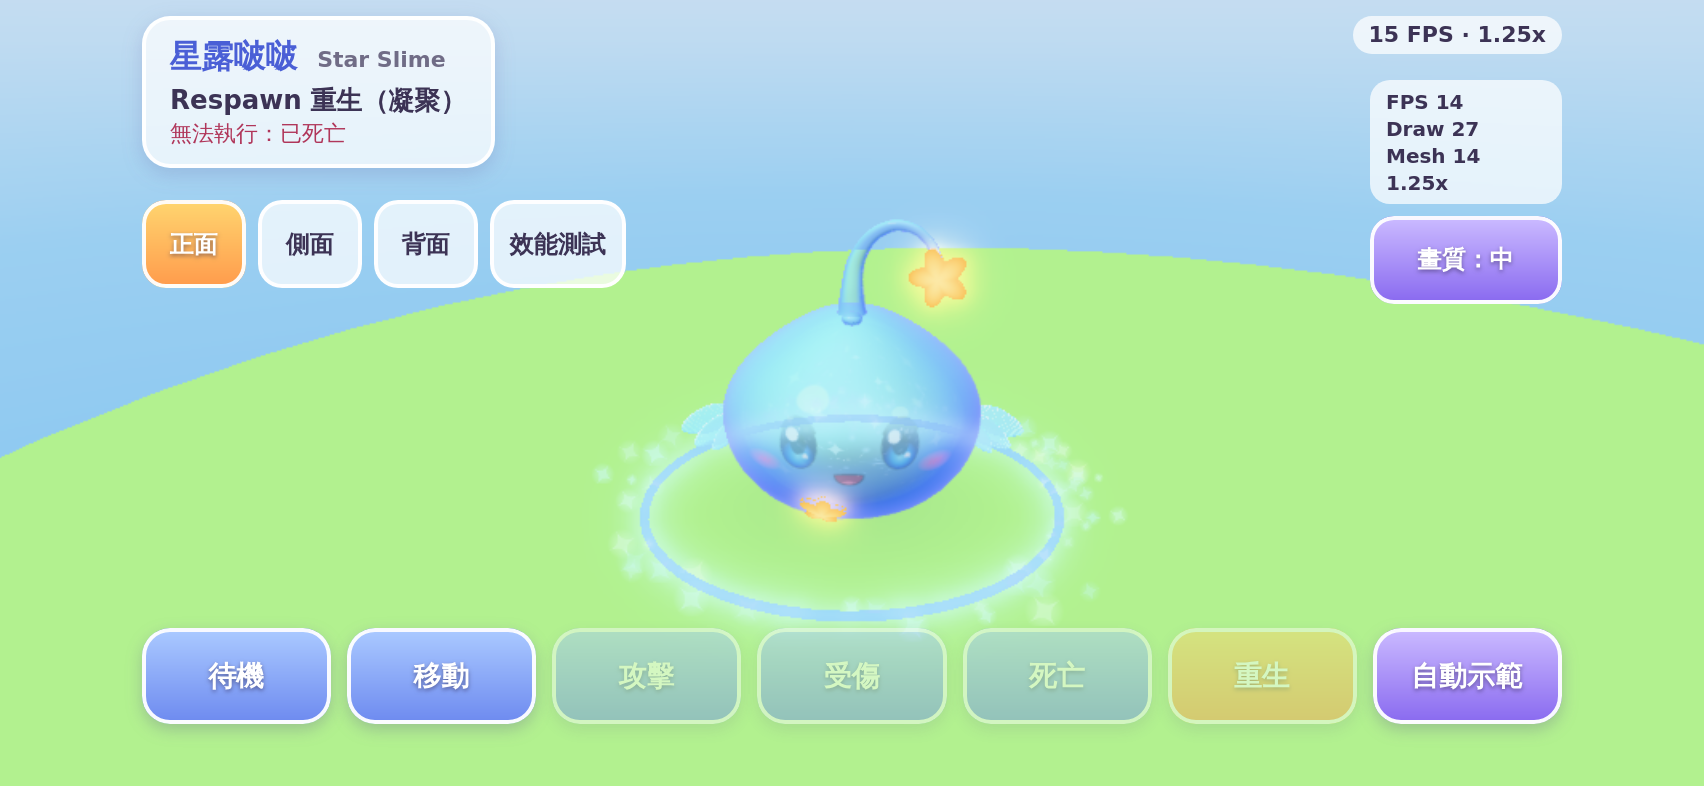 星露啵啵 Star Slime
Respawn 重生（凝聚）
無法執行：已死亡
15 FPS · 1.25x
FPS 14
Draw 27
Mesh 14
1.25x
正面 側面 背面 效能測試
畫質：中
待機 移動 攻擊 受傷 死亡 重生 自動示範